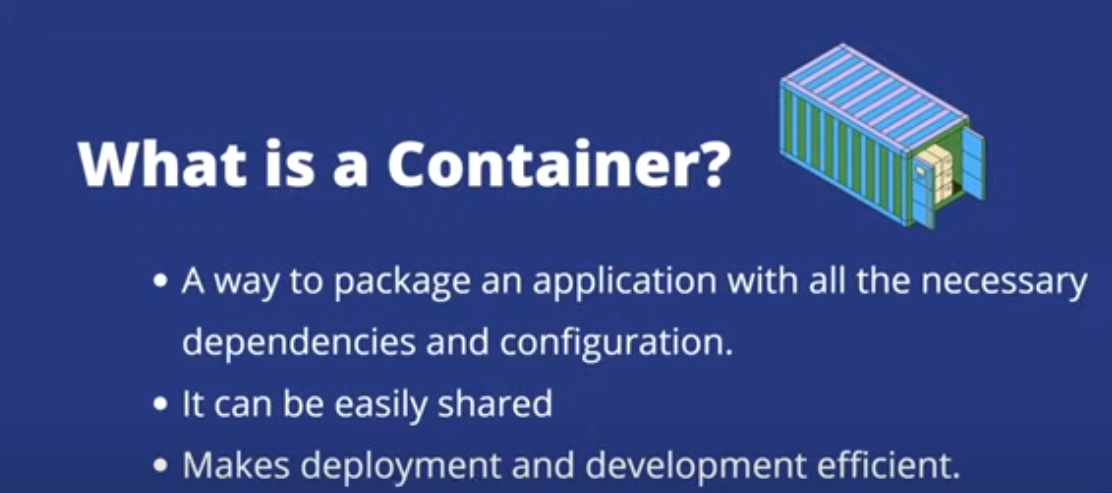 What is a Container?
• A way to package an application with all the necessary
dependencies and configuration.
• It can be easily shared
• Makes deployment and development efficient.